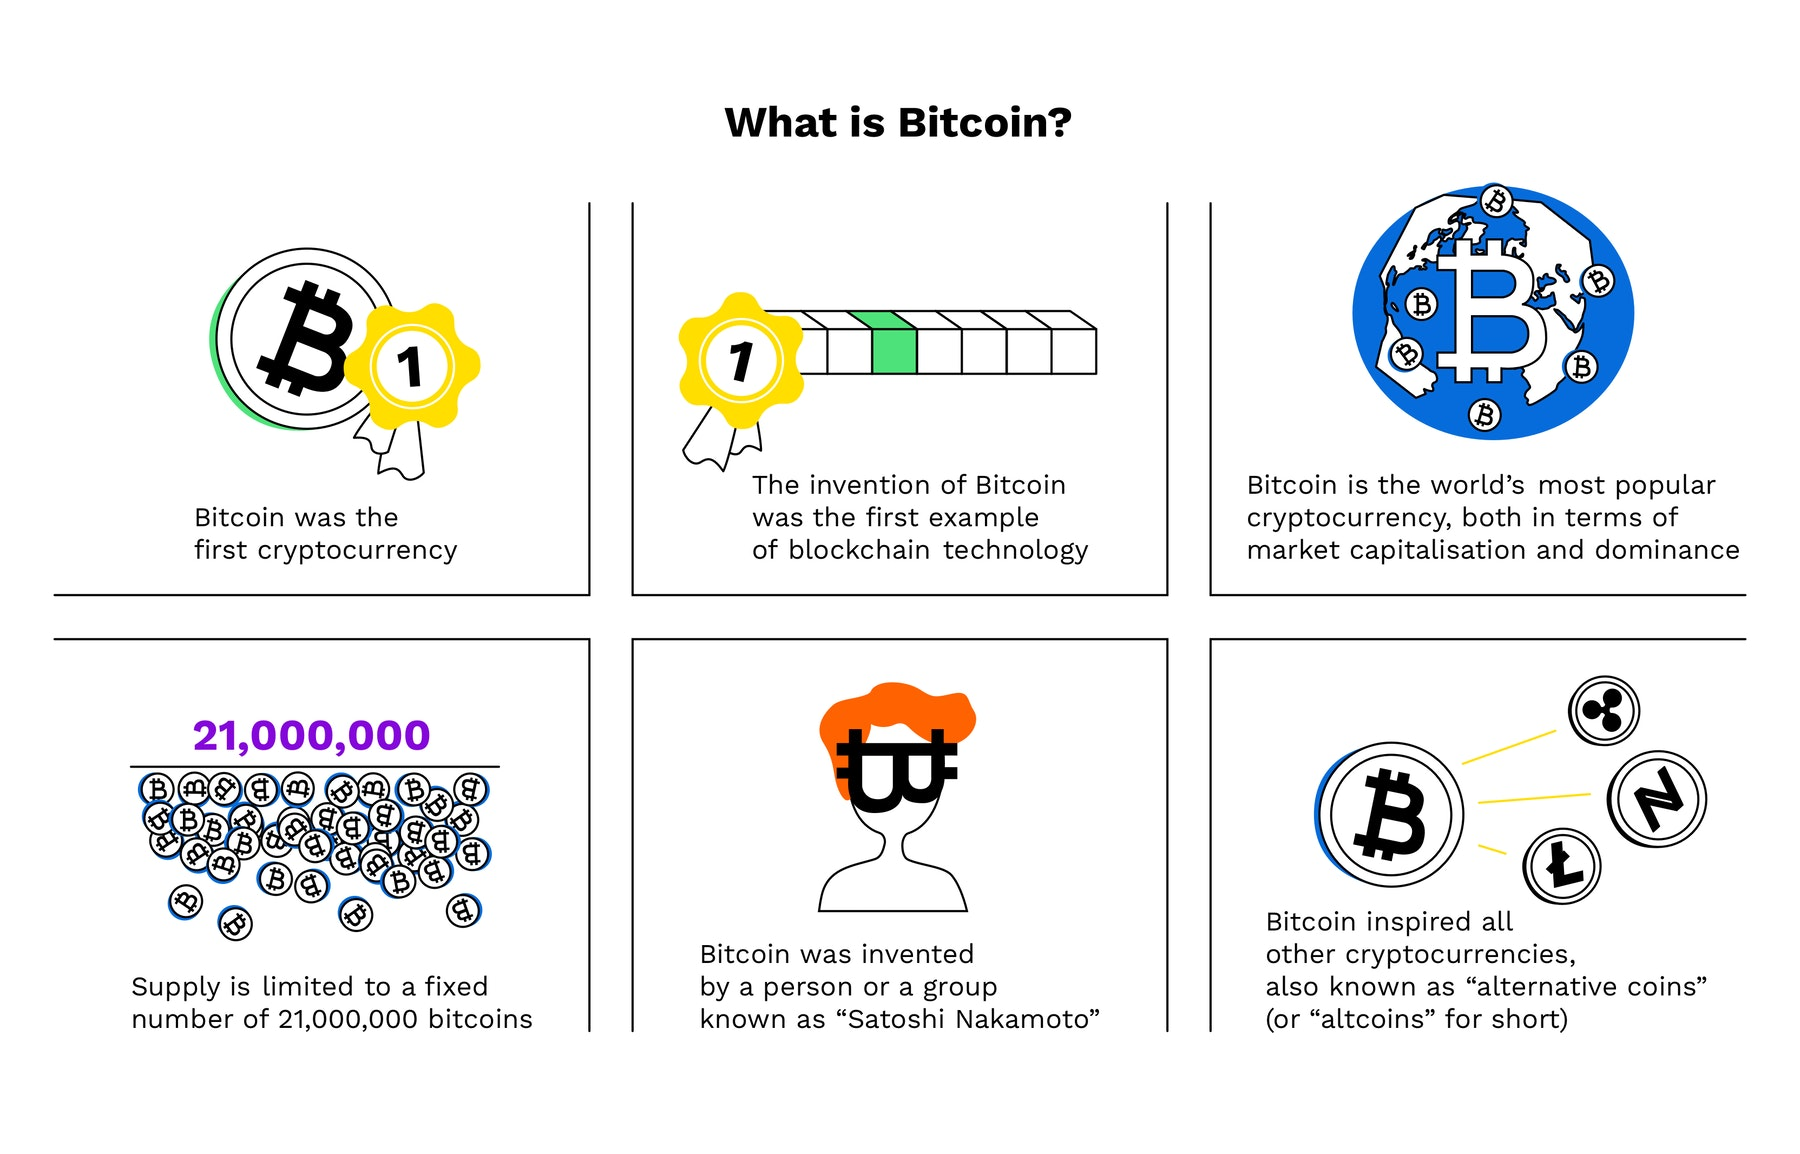 What is Bitcoin?
1
Bitcoin was the
first cryptocurrency
1
The invention of Bitcoin
was the first example
of blockchain technology
Bitcoin is the world’s most popular
cryptocurrency, both in terms of
market capitalisation and dominance
21,000,000
Supply is limited to a fixed
number of 21,000,000 bitcoins
Bitcoin was invented
by a person or a group
known as “Satoshi Nakamoto”
Bitcoin inspired all
other cryptocurrencies,
also known as “alternative coins”
(or “altcoins” for short)